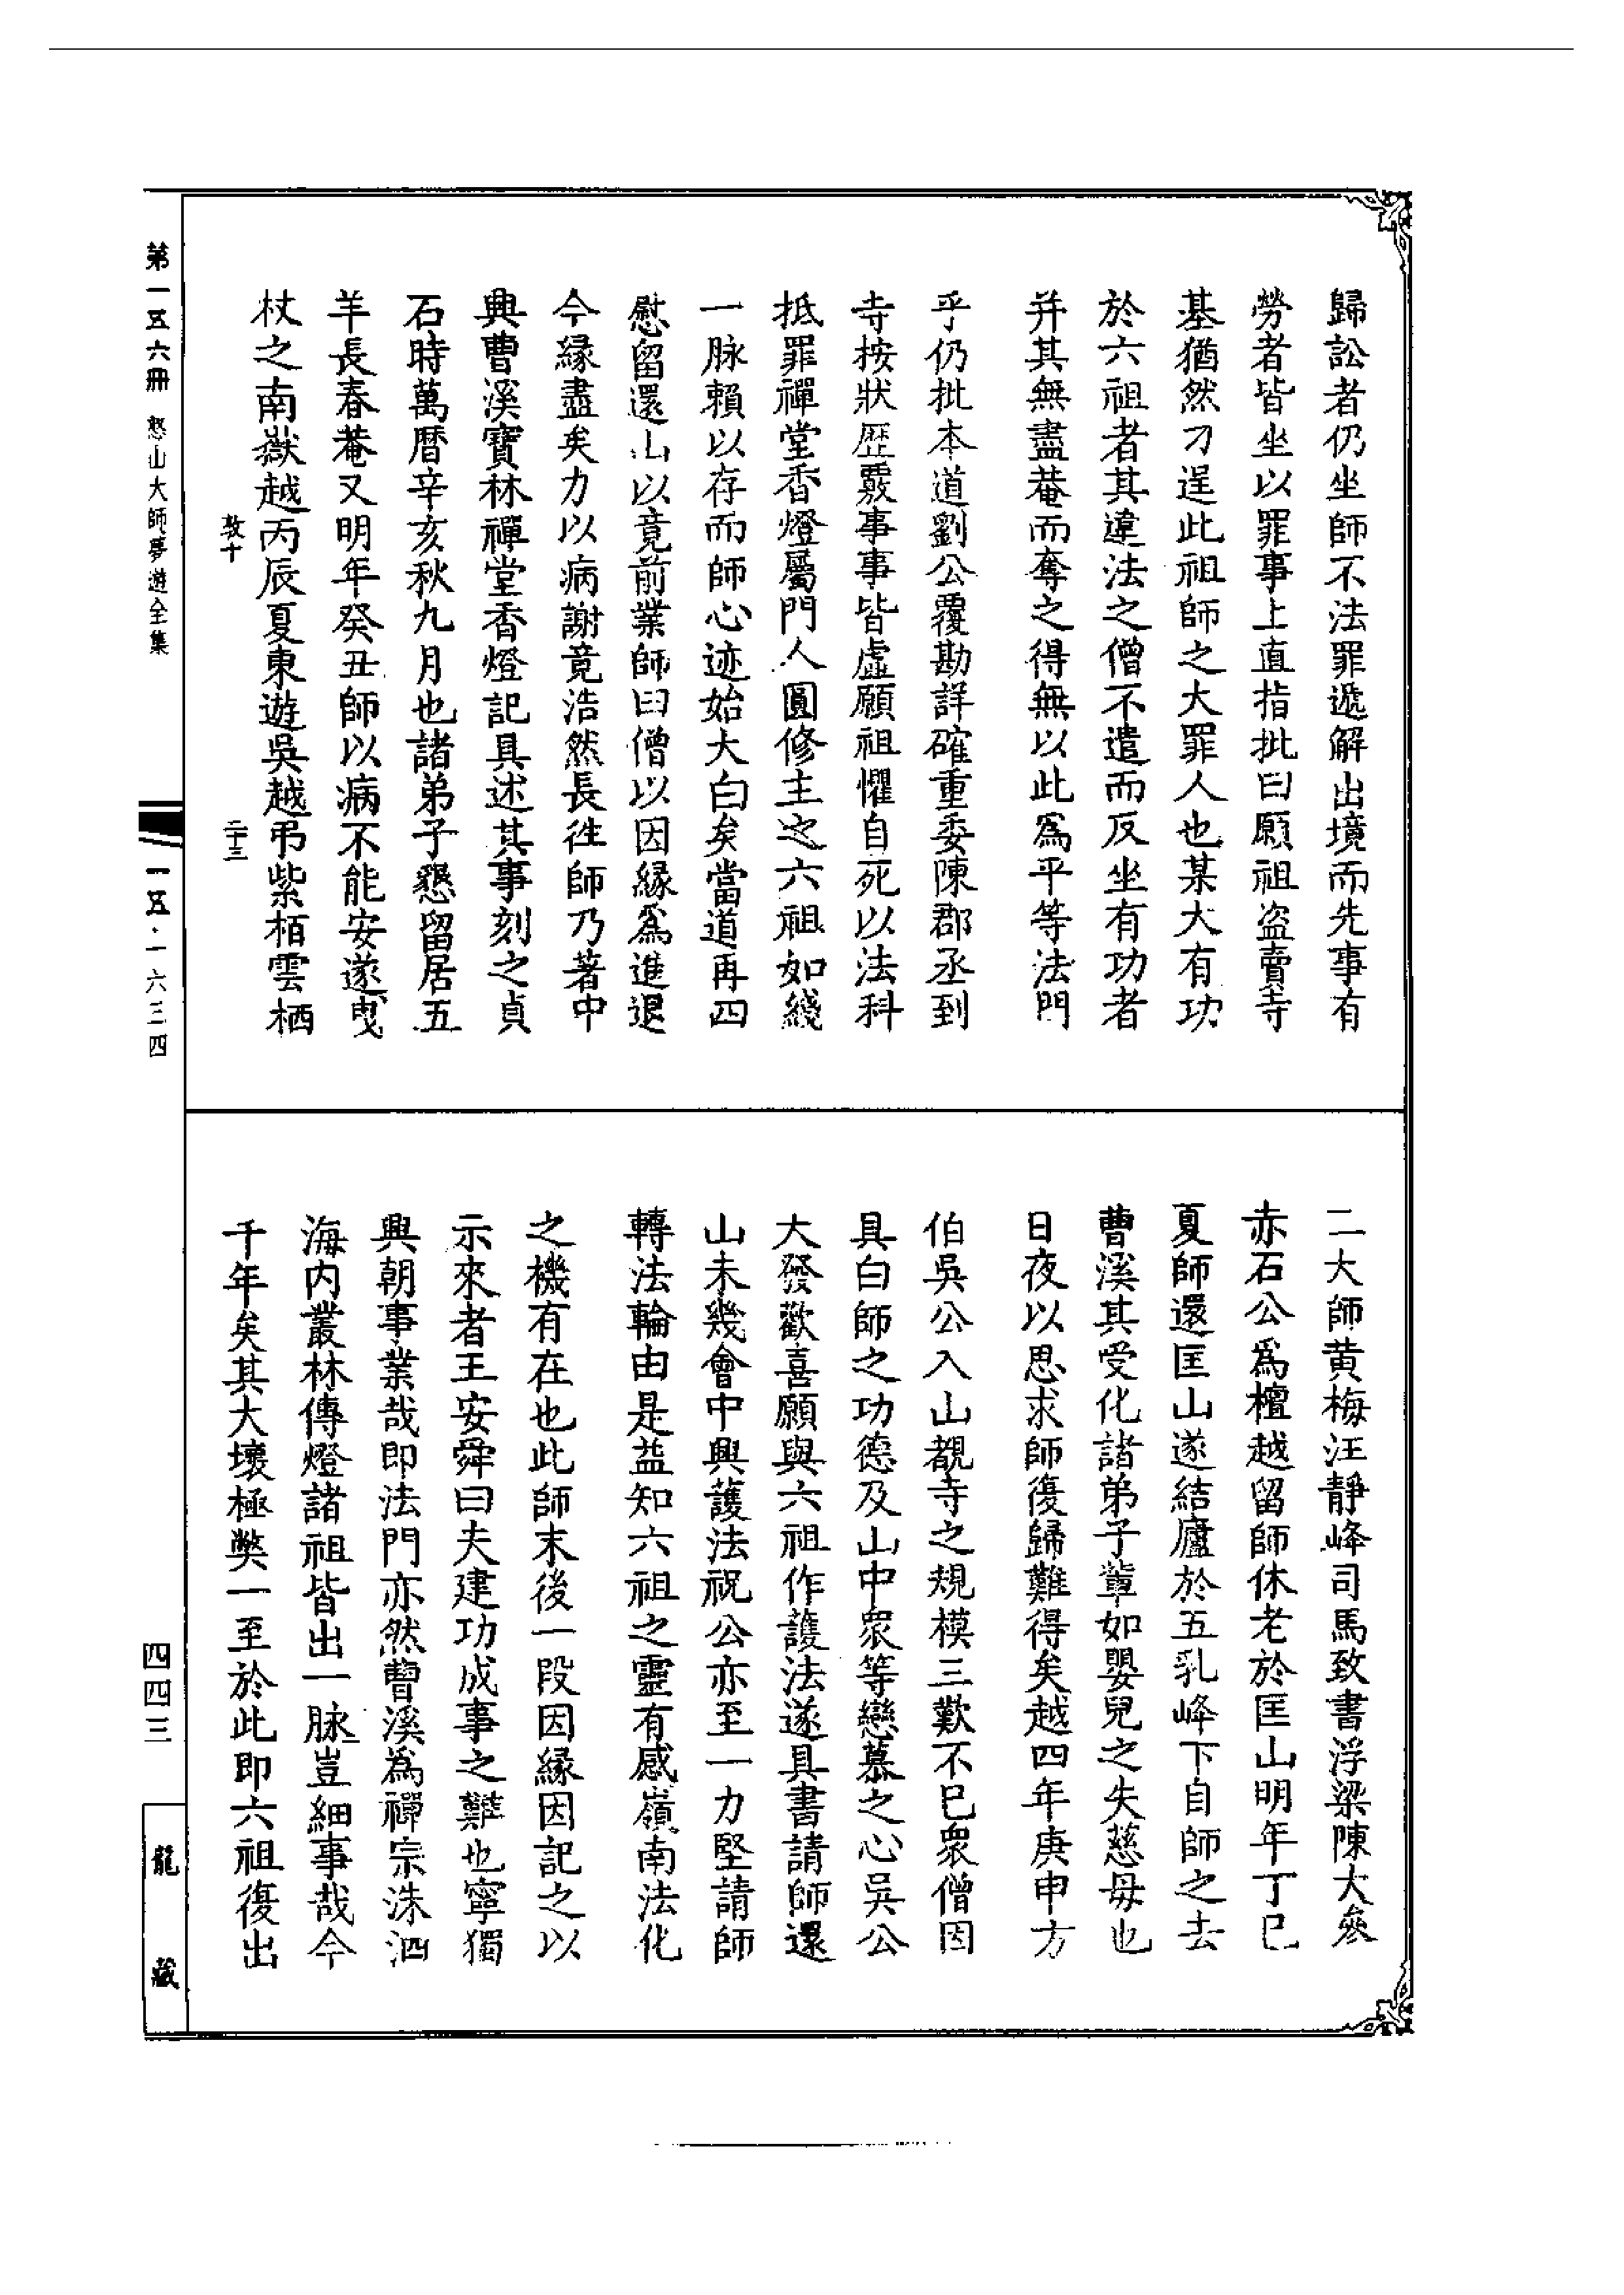 歸訟者仍坐師不法罪遞解出境而先事有
勞者皆坐以罪事上直指批曰願祖盗賣寺
基猶然刁逞此祖師之大罪人也某大有功
於六祖者其違法之僧不遣而反坐有功者
并其無盡菴而奪之得無以此爲平等法門
乎仍批本道劉公覆勘詳確重委陳郡丞到
寺按狀歴覈事事皆虛願祖懼自死以法科
抵罪禪堂香燈屬門人圓修主之六祖如綫
一脉賴以存而師心迹始大白矣當道再四
慰留還山以竟前業師曰僧以因緣爲進退
今緣盡矣力以病謝竟浩然長徃師乃著中
興曹溪寶林禪堂香燈記具述其事刻之貞
石時萬曆辛亥秋九月也諸弟子懇留居五
羊長春菴又明年癸丑師以病不能安遂曳
杖之南嶽越丙辰夏東遊吳越弔紫栢雲栖
二大師黄梅汪靜峰司馬致書浮梁陳大參
赤石公爲檀越留師休老於匡山明年丁巳
夏師還匡山遂結廬於五乳峰下自師之去
曹溪其受化諸弟子輩如嬰兒之失慈母也
日夜以思求師復歸難得矣越四年庚申方
伯吳公入山覩寺之規模三歎不已衆僧因
具白師之功德及山中衆等戀慕之心吳公
大發歡喜願與六祖作護法遂具書請師還
山未幾會中興護法祝公亦至一力堅請師
轉法輪由是益知六祖之靈有感嶺南法化
之機有在也此師末後一段因緣因記之以
示來者王安舜曰夫建功成事之難也寧獨
興朝事業哉即法門亦然曹溪爲禪宗洙泗
海内叢林傳燈諸祖皆出一脉豈細事哉今
千年矣其大壞極弊一至於此即六祖復出
教十
二十三
第一五六冊 憨山大師夢遊全集
一五·一六三四
四四三
龍藏